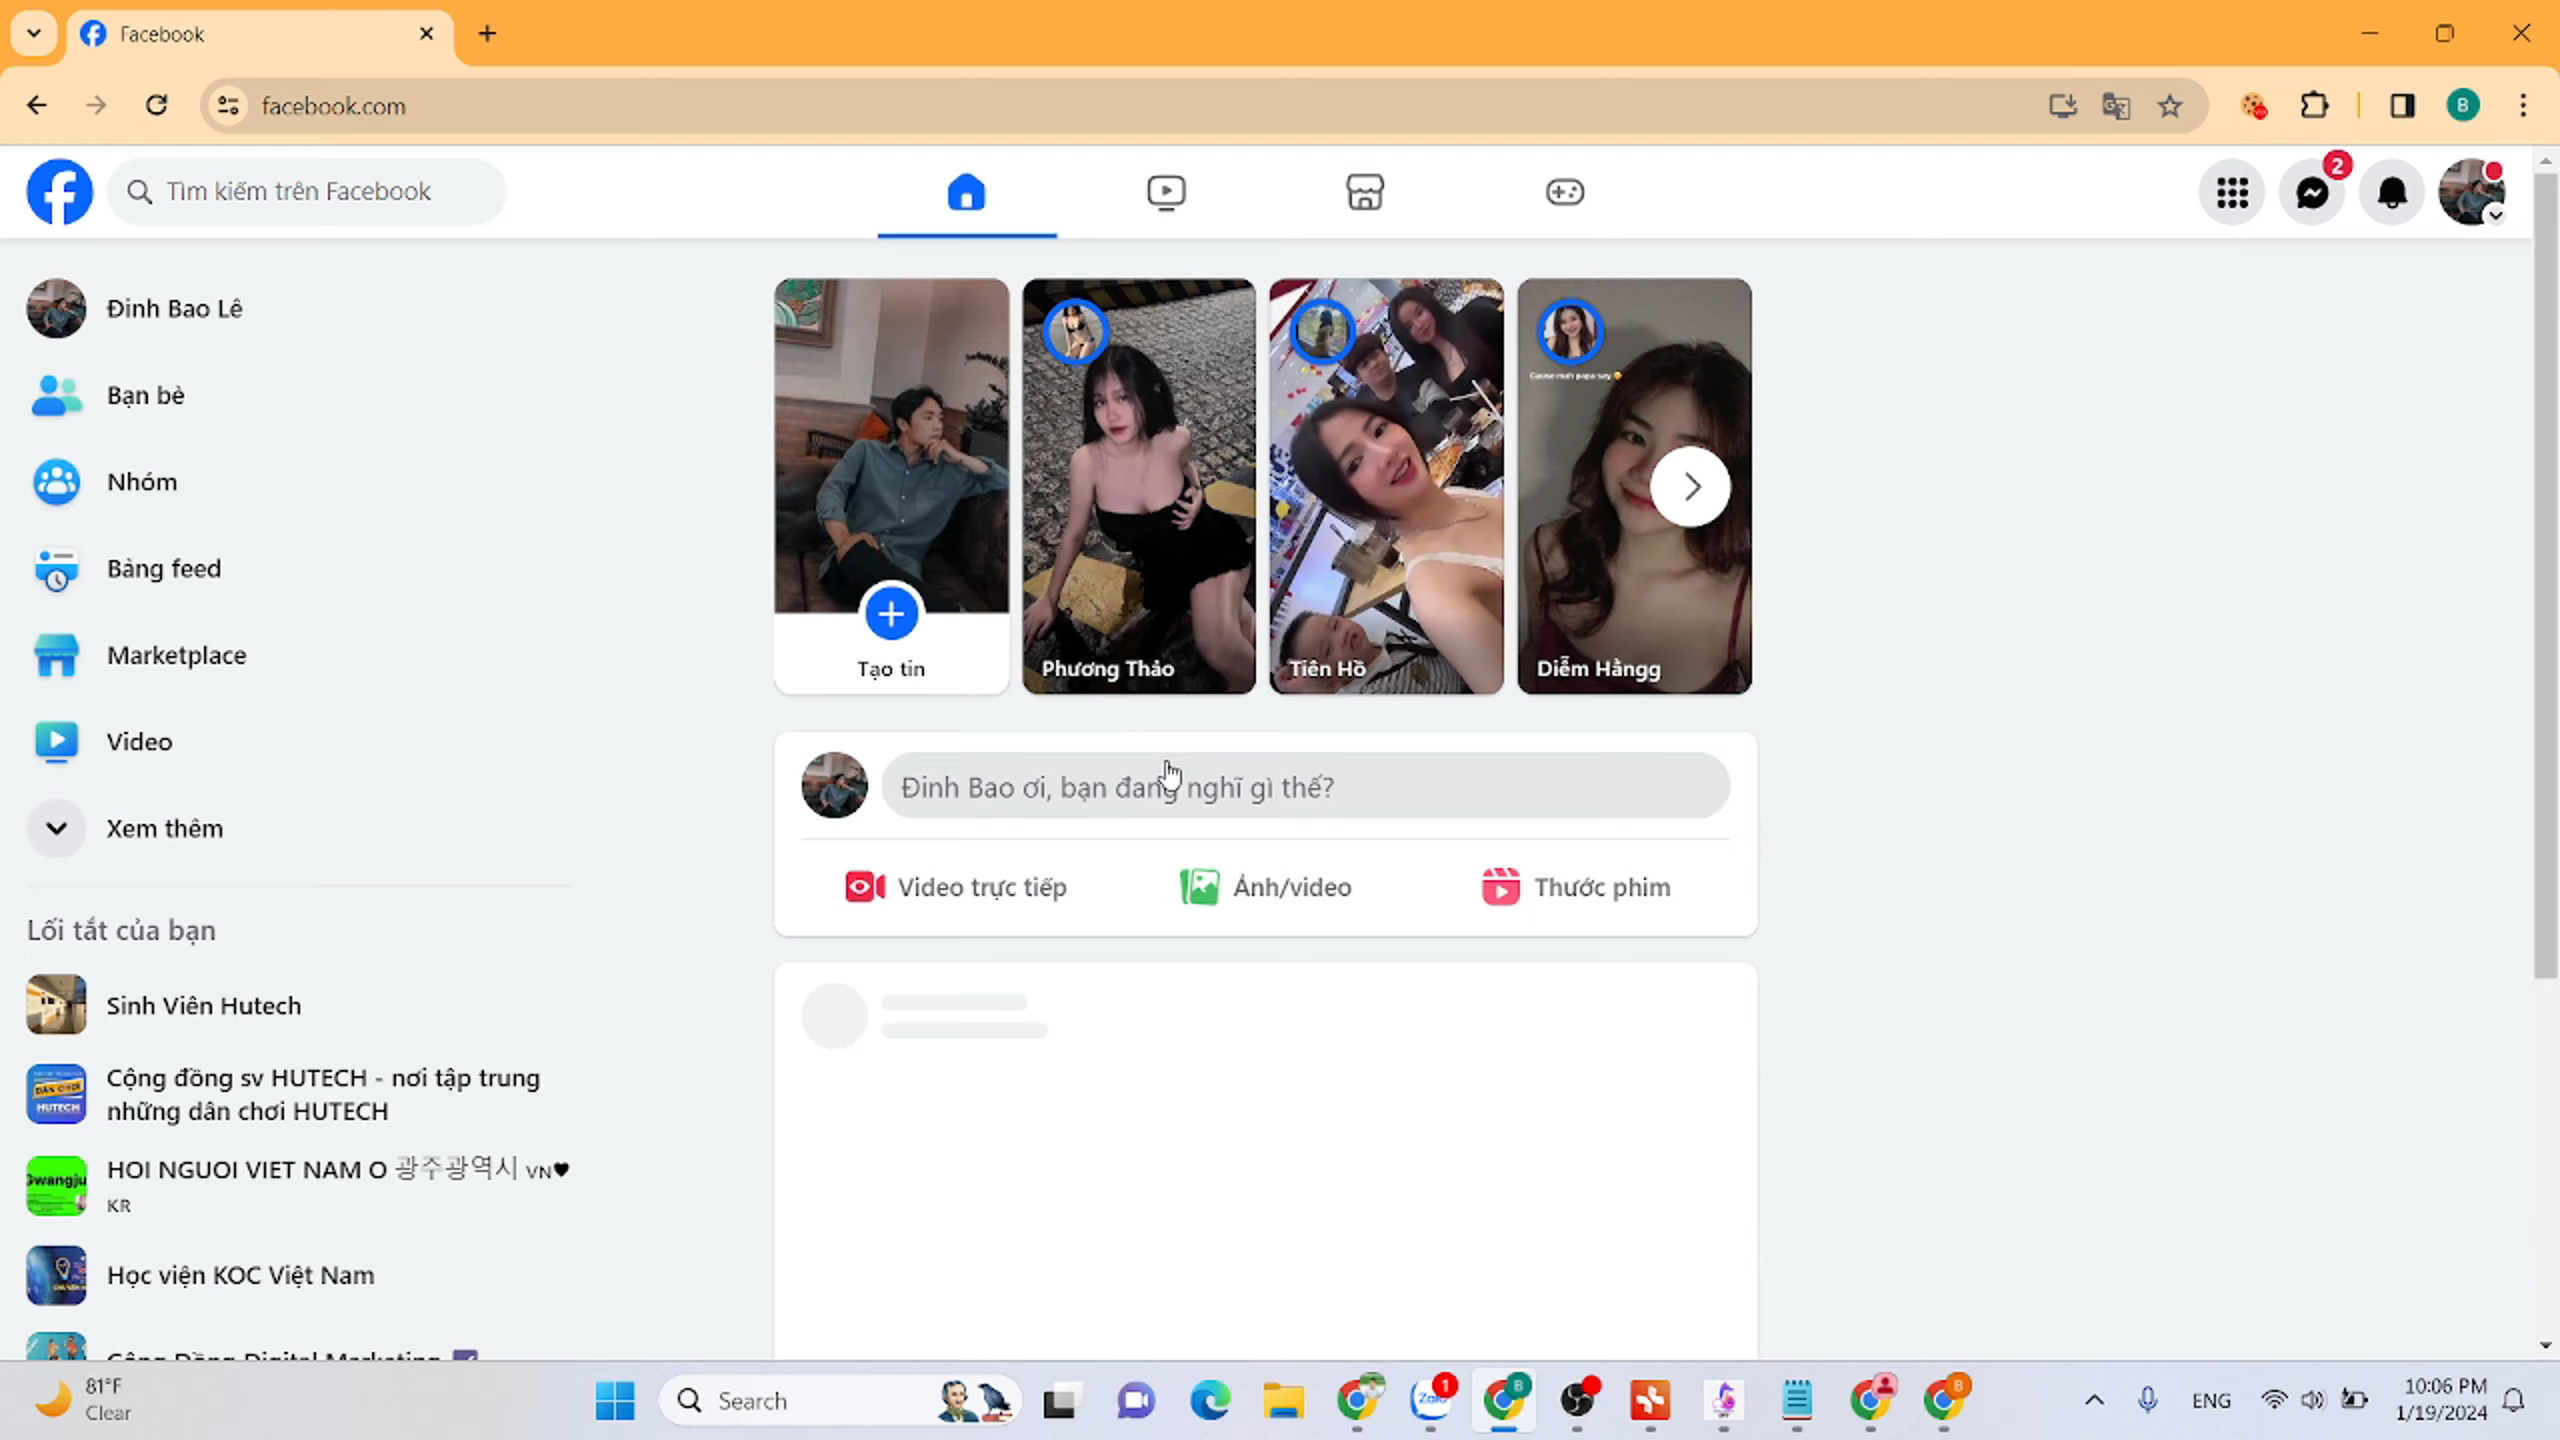 Facebook
facebook.com
B
Tìm kiếm trên Facebook
2
Đinh Bao Lê
Bạn bè
Nhóm
Bảng feed
Marketplace
Video
Xem thêm
Lối tắt của bạn
Sinh Viên Hutech
Cộng đồng sv HUTECH - nơi tập trung
những dân chơi HUTECH
HOI NGUOI VIET NAM O 광주광역시 VN♥
KR
Học viện KOC Việt Nam
Cộng Đồng Digital Marketing
Tạo tin
Phương Thảo
Tiên Hồ
Diễm Hằngg
Đinh Bao ơi, bạn đang nghĩ gì thế?
Video trực tiếp
Ảnh/video
Thước phim
81°F
Clear
Search
Zalo
1
B
B
ENG
10:06 PM
1/19/2024